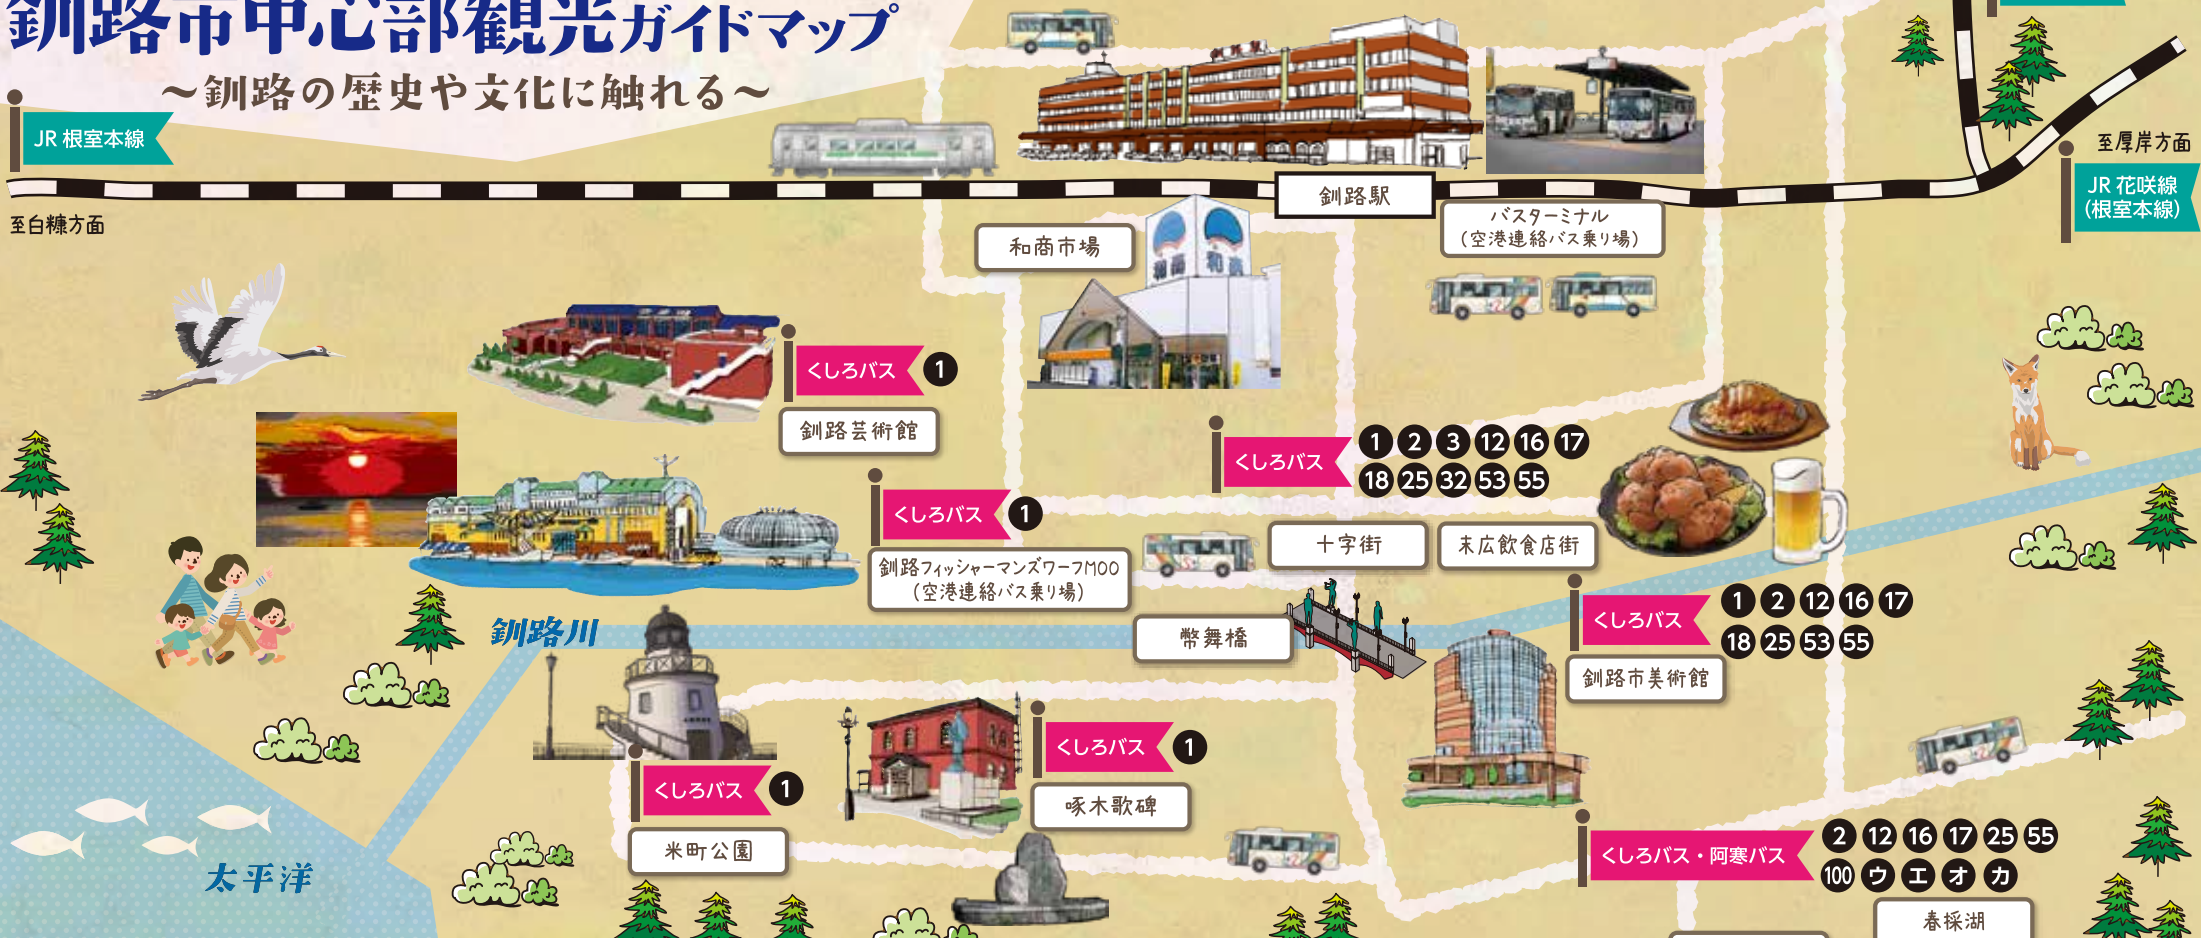 釧路市中心部観光ガイドマップ
～釧路の歴史や文化に触れる～
JR 根室本線
至白糠方面
釧路駅
釧路駅
バスターミナル
（空港連絡バス乗り場）
至厚岸方面
JR 花咲線
(根室本線)
和商市場
和商
くしろバス 1
釧路芸術館
くしろバス 1
釧路フィッシャーマンズワーフMOO
（空港連絡バス乗り場）
くしろバス 1 2 3 12 16 17
18 25 32 53 55
十字街
末広飲食店街
釧路川
幣舞橋
くしろバス 1 2 12 16 17
18 25 53 55
釧路市美術館
くしろバス 1
米町公園
くしろバス 1
啄木歌碑
太平洋
くしろバス・阿寒バス 2 12 16 17 25 55
100 ウ エ オ カ
春採湖